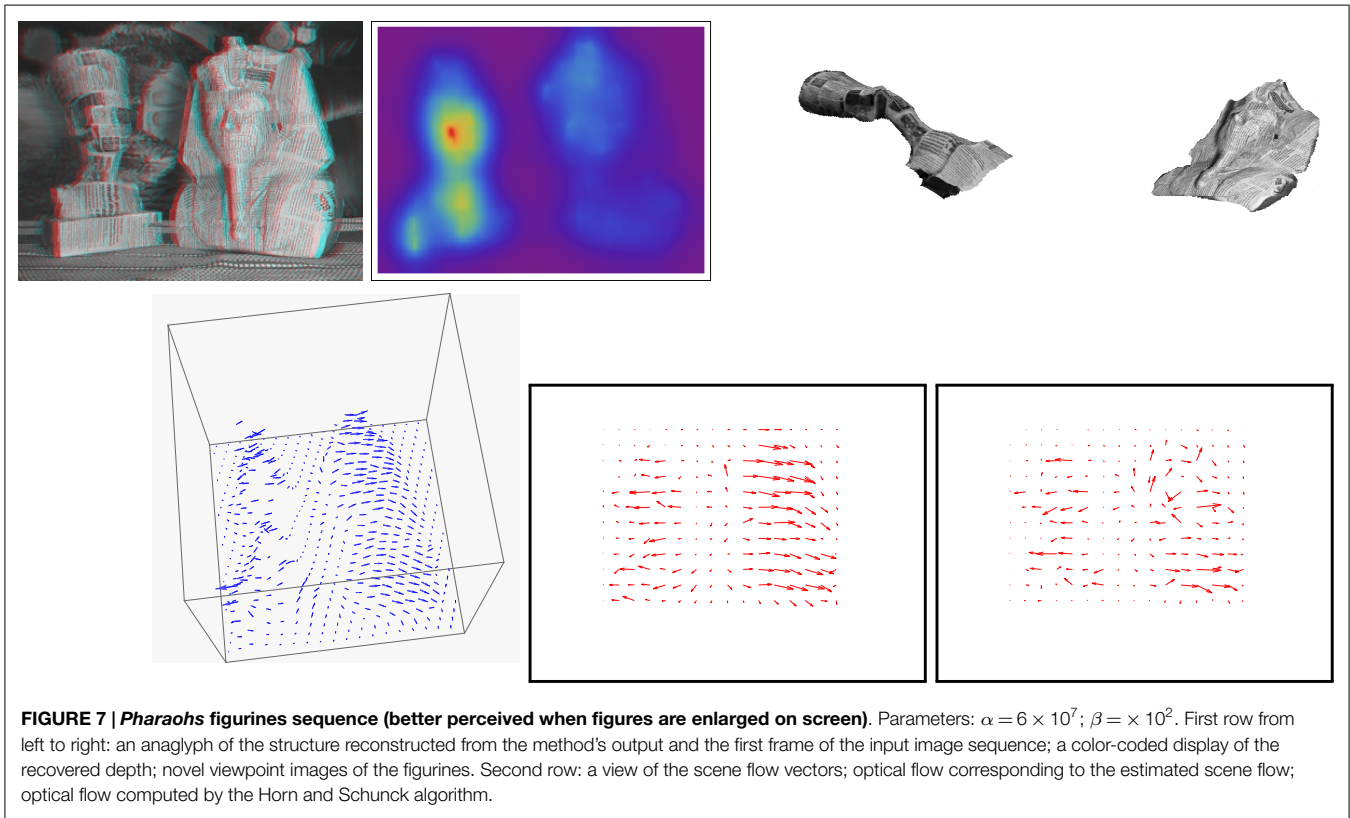 FIGURE 7 | Pharaohs figurines sequence (better perceived when figures are enlarged on screen). Parameters: α = 6 × 10⁷; β = × 10². First row from
left to right: an anaglyph of the structure reconstructed from the method's output and the first frame of the input image sequence; a color-coded display of the
recovered depth; novel viewpoint images of the figurines. Second row: a view of the scene flow vectors; optical flow corresponding to the estimated scene flow;
optical flow computed by the Horn and Schunck algorithm.